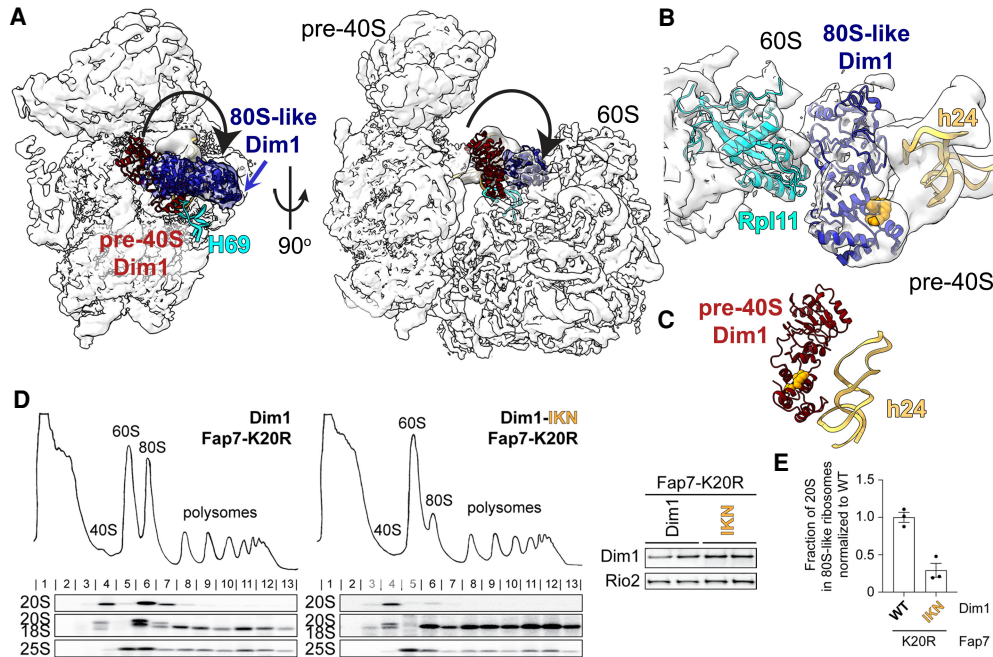 A
pre-40S
80S-like
Dim1
60S
pre-40S
Dim1
H69
90°
B
60S
80S-like
Dim1
h24
Rpl11
pre-40S
C
pre-40S
Dim1
h24
D
Dim1
Fap7-K20R
60S
80S
40S
polysomes
| 1 | 2 | 3 | 4 | 5 | 6 | 7 | 8 | 9 | 10 | 11 | 12 | 13 |
20S
20S
18S
25S
Dim1-IKN
Fap7-K20R
60S
80S
40S
polysomes
| 1 | 2 | 3 | 4 | 5 | 6 | 7 | 8 | 9 | 10 | 11 | 12 | 13 |
20S
20S
18S
25S
Fap7-K20R
Dim1
IKN
Dim1
Rio2
E
Fraction of 20S
in 80S-like ribosomes
normalized to WT
1.5
1.0
0.5
0
WT IKN Dim1
K20R Fap7